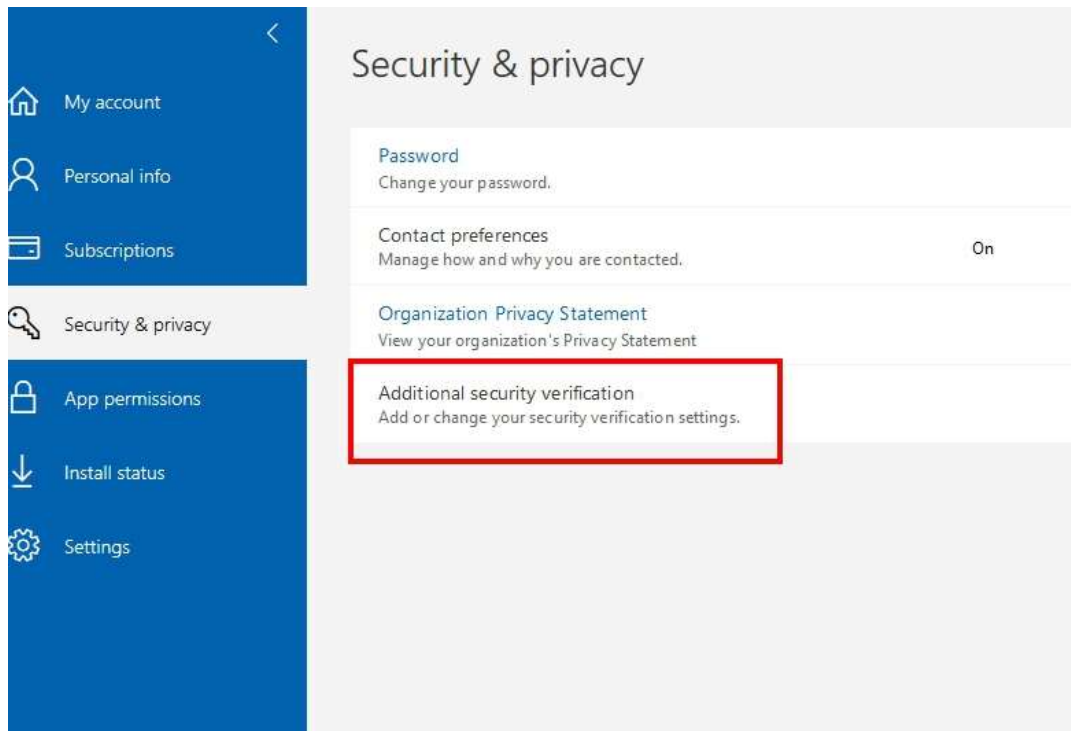 My account
Personal info
Subscriptions
Security & privacy
App permissions
Install status
Settings
Security & privacy
Password
Change your password.
Contact preferences
Manage how and why you are contacted.
On
Organization Privacy Statement
View your organization's Privacy Statement
Additional security verification
Add or change your security verification settings.